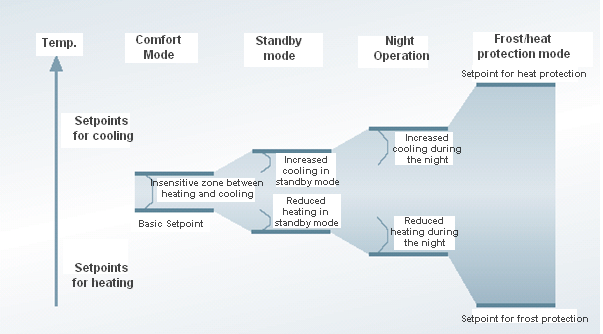 Temp.
Comfort
Mode
Standby
mode
Night
Operation
Frost/heat
protection mode
Setpoint for heat protection
Setpoints
for cooling
Increased
cooling in
standby mode
Increased
cooling during
the night
Insensitive zone between
heating and cooling
Basic Setpoint
Reduced
heating in
standby mode
Reduced
heating during
the night
Setpoints
for heating
Setpoint for frost protection